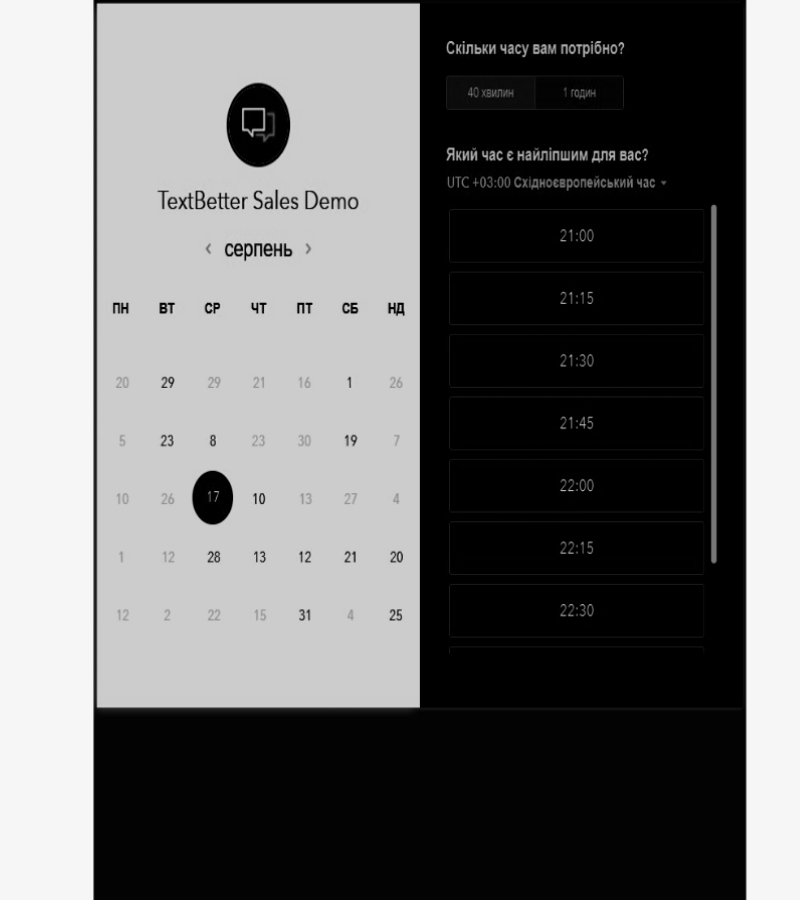 TextBetter Sales Demo
‹ серпень ›
ПН ВТ СР ЧТ ПТ СБ НД
20 29 29 21 16 1 26
5 23 8 23 30 19 7
10 26 17 10 13 27 4
1 12 28 13 12 21 20
12 2 22 15 31 4 25
Скільки часу вам потрібно?
40 хвилин 1 годин
Який час є найліпшим для вас?
UTC +03:00 Східноєвропейський час
21:00
21:15
21:30
21:45
22:00
22:15
22:30